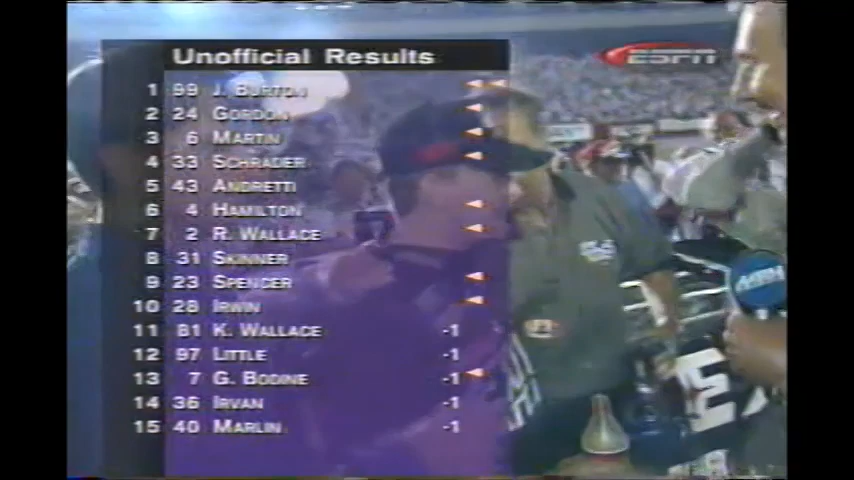 Unofficial Results
ESPN
1 99 J. BURTON
2 24 GORDON
3 6 MARTIN
4 33 SCHRADER
5 43 ANDRETTI
6 4 HAMILTON
7 2 R. WALLACE
8 31 SKINNER
9 23 SPENCER
10 28 IRWIN
11 81 K. WALLACE -1
12 97 LITTLE -1
13 7 G. BODINE -1
14 36 IRVAN -1
15 40 MARLIN -1